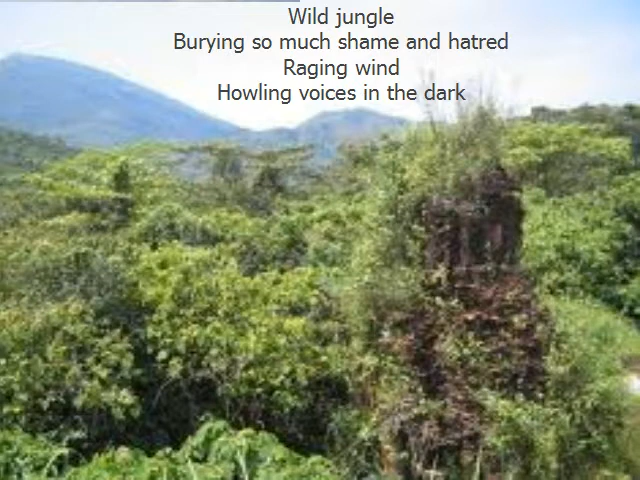 Wild jungle
Burying so much shame and hatred
Raging wind
Howling voices in the dark